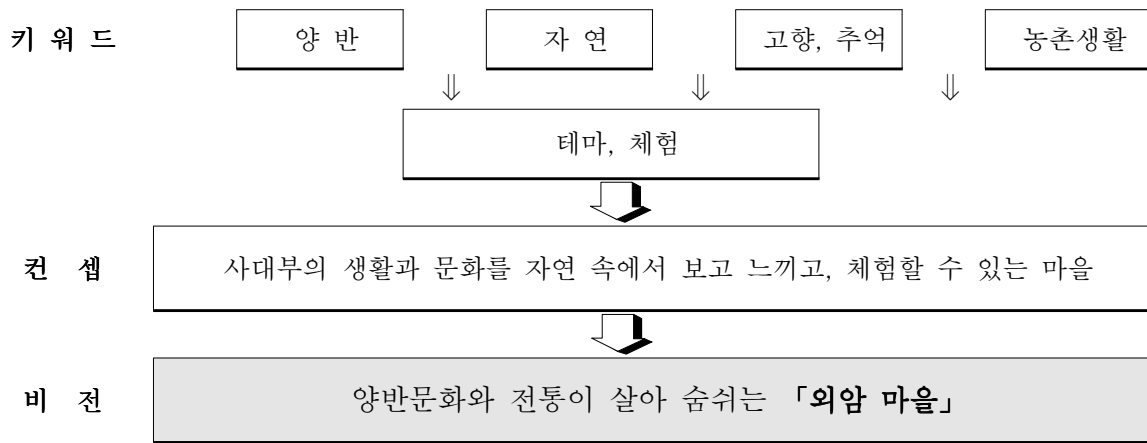 키 워 드 양 반 자 연 고향, 추억 농촌생활
⇓ ⇓ ⇓
테마, 체험
컨 셉 사대부의 생활과 문화를 자연 속에서 보고 느끼고, 체험할 수 있는 마을
비 전 양반문화와 전통이 살아 숨쉬는 「외암 마을」